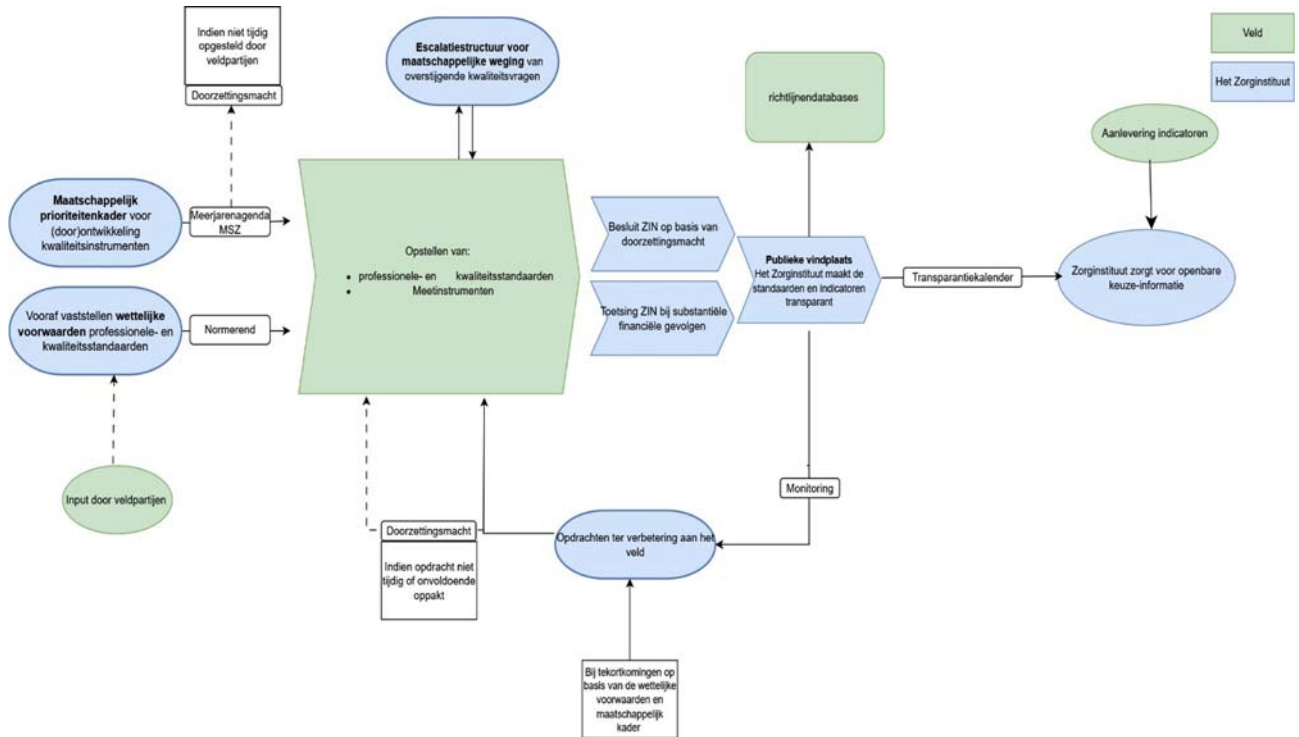 Indien niet tijdig
opgesteld door
veldpartijen
Doorzettingsmacht
Escalatiestructuur voor
maatschappelijke weging van
overstijgende kwaliteitsvragen
richtlijnendatabases
Veld
Het Zorginstituut
Aanlevering indicatoren
Maatschappelijk
prioriteitenkader voor
(door)ontwikkeling
kwaliteitsinstrumenten
Meerjarenagenda
MSZ
Opstellen van:
• professionele- en kwaliteitsstandaarden
• Meetinstrumenten
Besluit ZIN op basis van
doorzettingsmacht
Toetsing ZIN bij substantiële
financiële gevolgen
Publieke vindplaats
Het Zorginstituut maakt de
standaarden en indicatoren
transparant
Transparantiekalender
Zorginstituut zorgt voor openbare
keuze-informatie
Vooraf vaststellen wettelijke
voorwaarden professionele- en
kwaliteitsstandaarden
Normerend
Input door veldpartijen
Monitoring
Doorzettingsmacht
Indien opdracht niet
tijdig of onvoldoende
oppakt
Opdrachten ter verbetering aan het
veld
Bij tekortkomingen op
basis van de wettelijke
voorwaarden en
maatschappelijk
kader